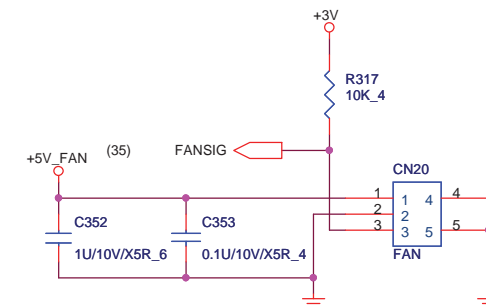 +3V
R317
10K_4
+5V_FAN
(35)
FANSIG
CN20
C352
1U/10V/X5R_6
C353
0.1U/10V/X5R_4
1
2
3
1 4
2
3 5
4
5
FAN